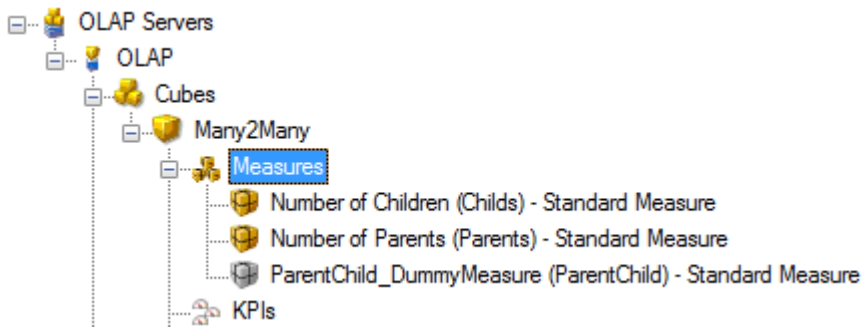 OLAP Servers
OLAP
Cubes
Many2Many
Measures
Number of Children (Childs) - Standard Measure
Number of Parents (Parents) - Standard Measure
ParentChild_DummyMeasure (ParentChild) - Standard Measure
KPIs